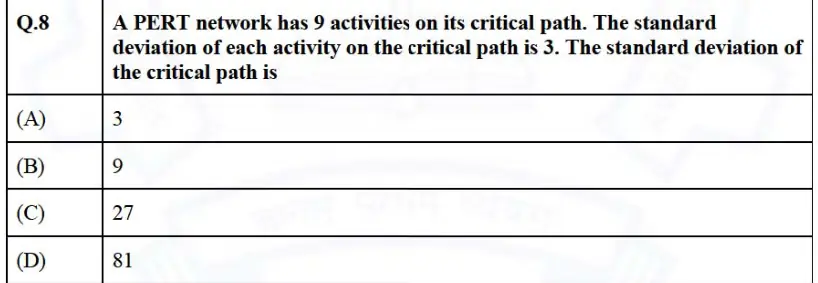 Q.8 A PERT network has 9 activities on its critical path. The standard
deviation of each activity on the critical path is 3. The standard deviation of
the critical path is
(A) 3
(B) 9
(C) 27
(D) 81